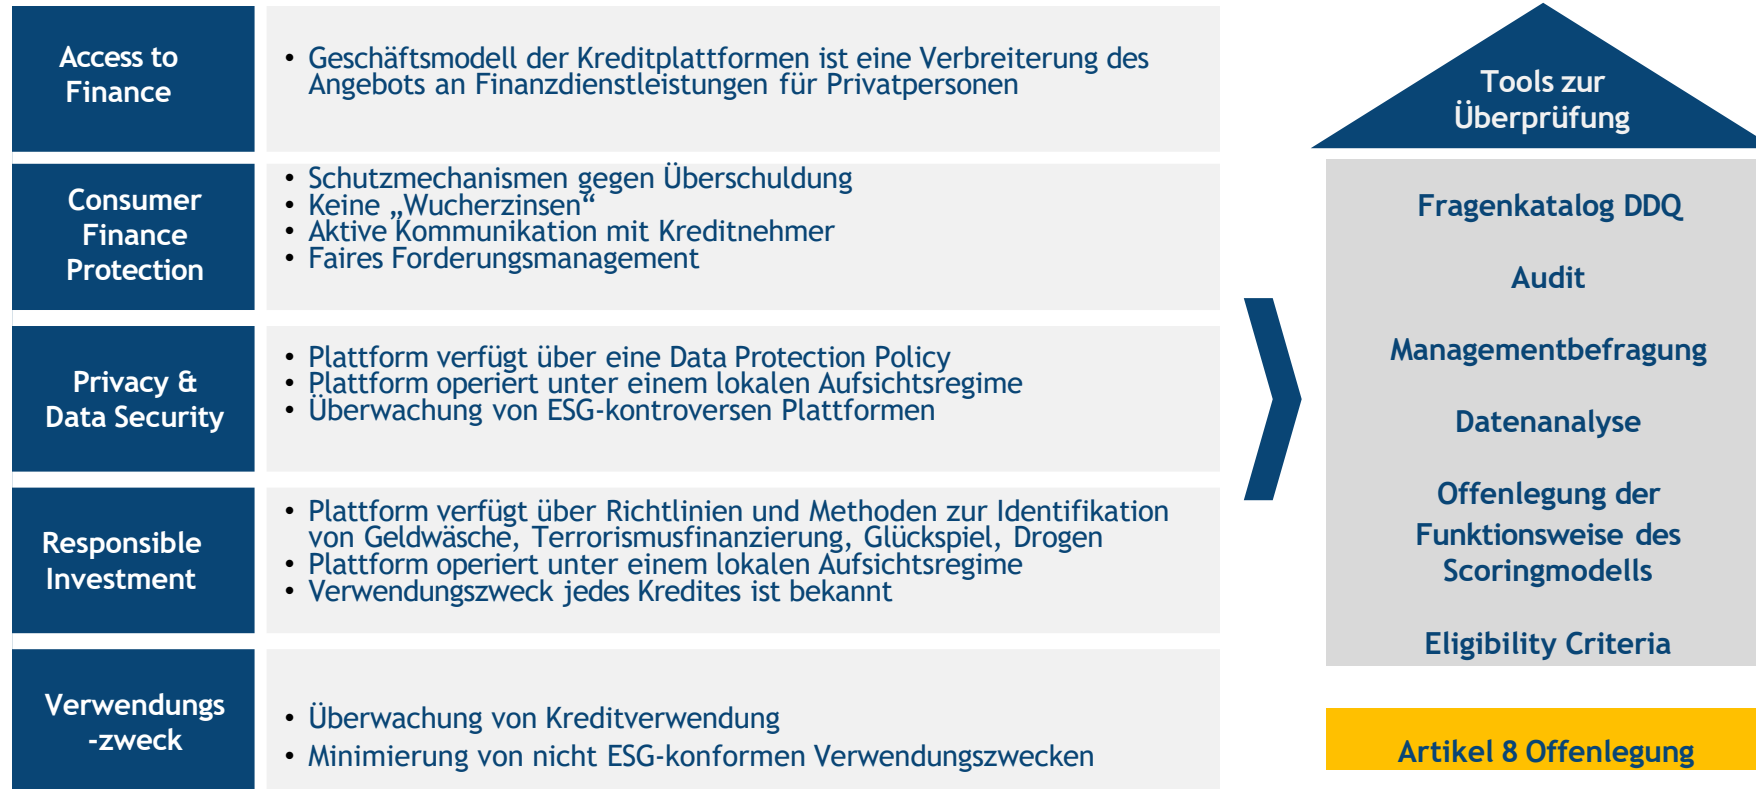 Access to
Finance
• Geschäftsmodell der Kreditplattformen ist eine Verbreiterung des
Angebots an Finanzdienstleistungen für Privatpersonen
Consumer
Finance
Protection
• Schutzmechanismen gegen Überschuldung
• Keine „Wucherzinsen“
• Aktive Kommunikation mit Kreditnehmer
• Faires Forderungsmanagement
Privacy &
Data Security
• Plattform verfügt über eine Data Protection Policy
• Plattform operiert unter einem lokalen Aufsichtsregime
• Überwachung von ESG-kontroversen Plattformen
Responsible
Investment
• Plattform verfügt über Richtlinien und Methoden zur Identifikation
von Geldwäsche, Terrorismusfinanzierung, Glückspiel, Drogen
• Plattform operiert unter einem lokalen Aufsichtsregime
• Verwendungszweck jedes Kredites ist bekannt
Verwendungs
-zweck
• Überwachung von Kreditverwendung
• Minimierung von nicht ESG-konformen Verwendungszwecken
Tools zur
Überprüfung
Fragenkatalog DDQ
Audit
Managementbefragung
Datenanalyse
Offenlegung der
Funktionsweise des
Scoringmodells
Eligibility Criteria
Artikel 8 Offenlegung